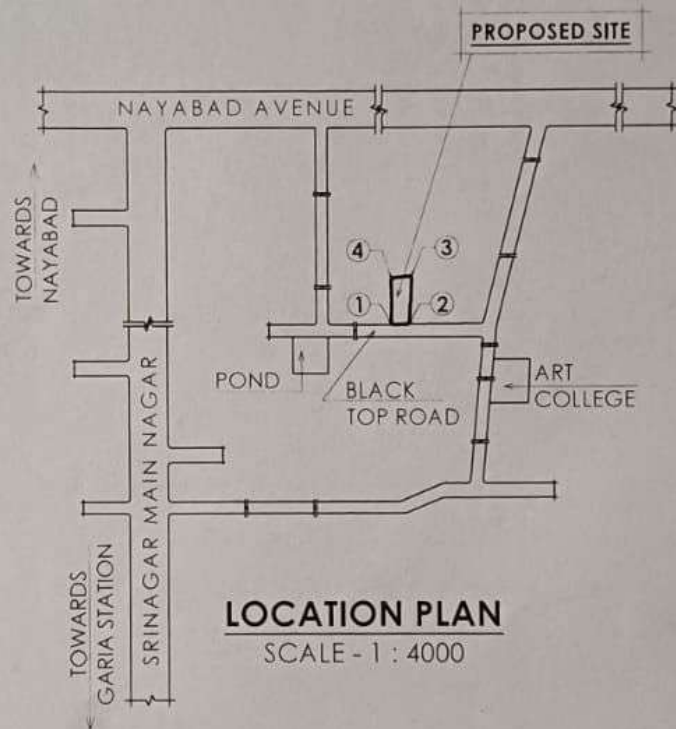 PROPOSED SITE
NAYABAD AVENUE
TOWARDS
NAYABAD
4
3
1
2
POND
BLACK
TOP ROAD
ART
COLLEGE
SRINAGAR MAIN NAGAR
TOWARDS
GARIA STATION
LOCATION PLAN
SCALE - 1 : 4000